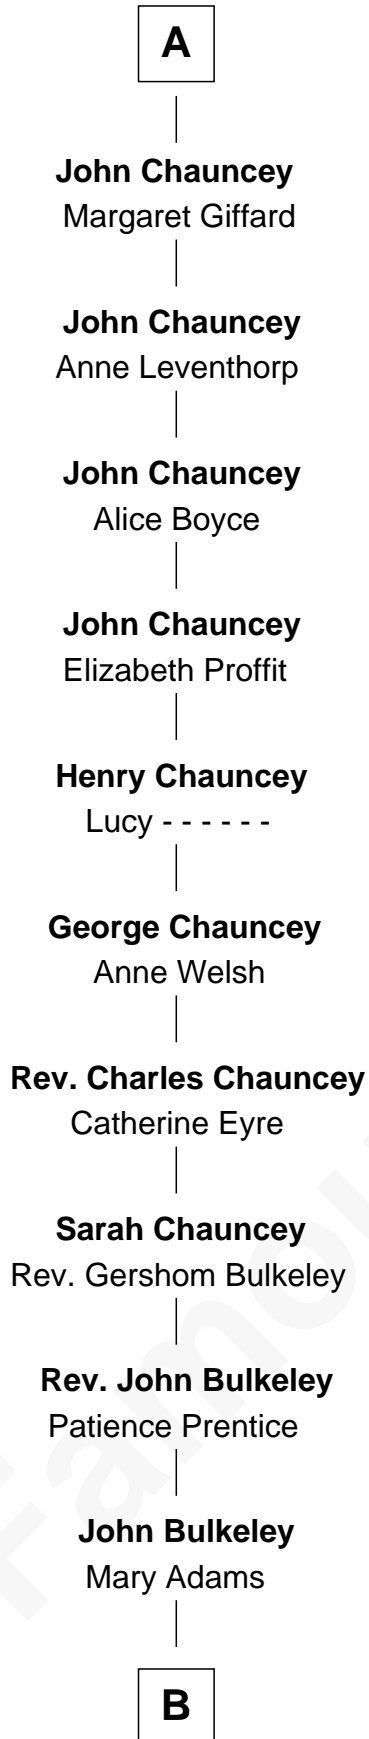 A
John Chauncey
Margaret Giffard
John Chauncey
Anne Leventhorp
John Chauncey
Alice Boyce
John Chauncey
Elizabeth Proffit
Henry Chauncey
Lucy - - - - - -
George Chauncey
Anne Welsh
Rev. Charles Chauncey
Catherine Eyre
Sarah Chauncey
Rev. Gershom Bulkeley
Rev. John Bulkeley
Patience Prentice
John Bulkeley
Mary Adams
B